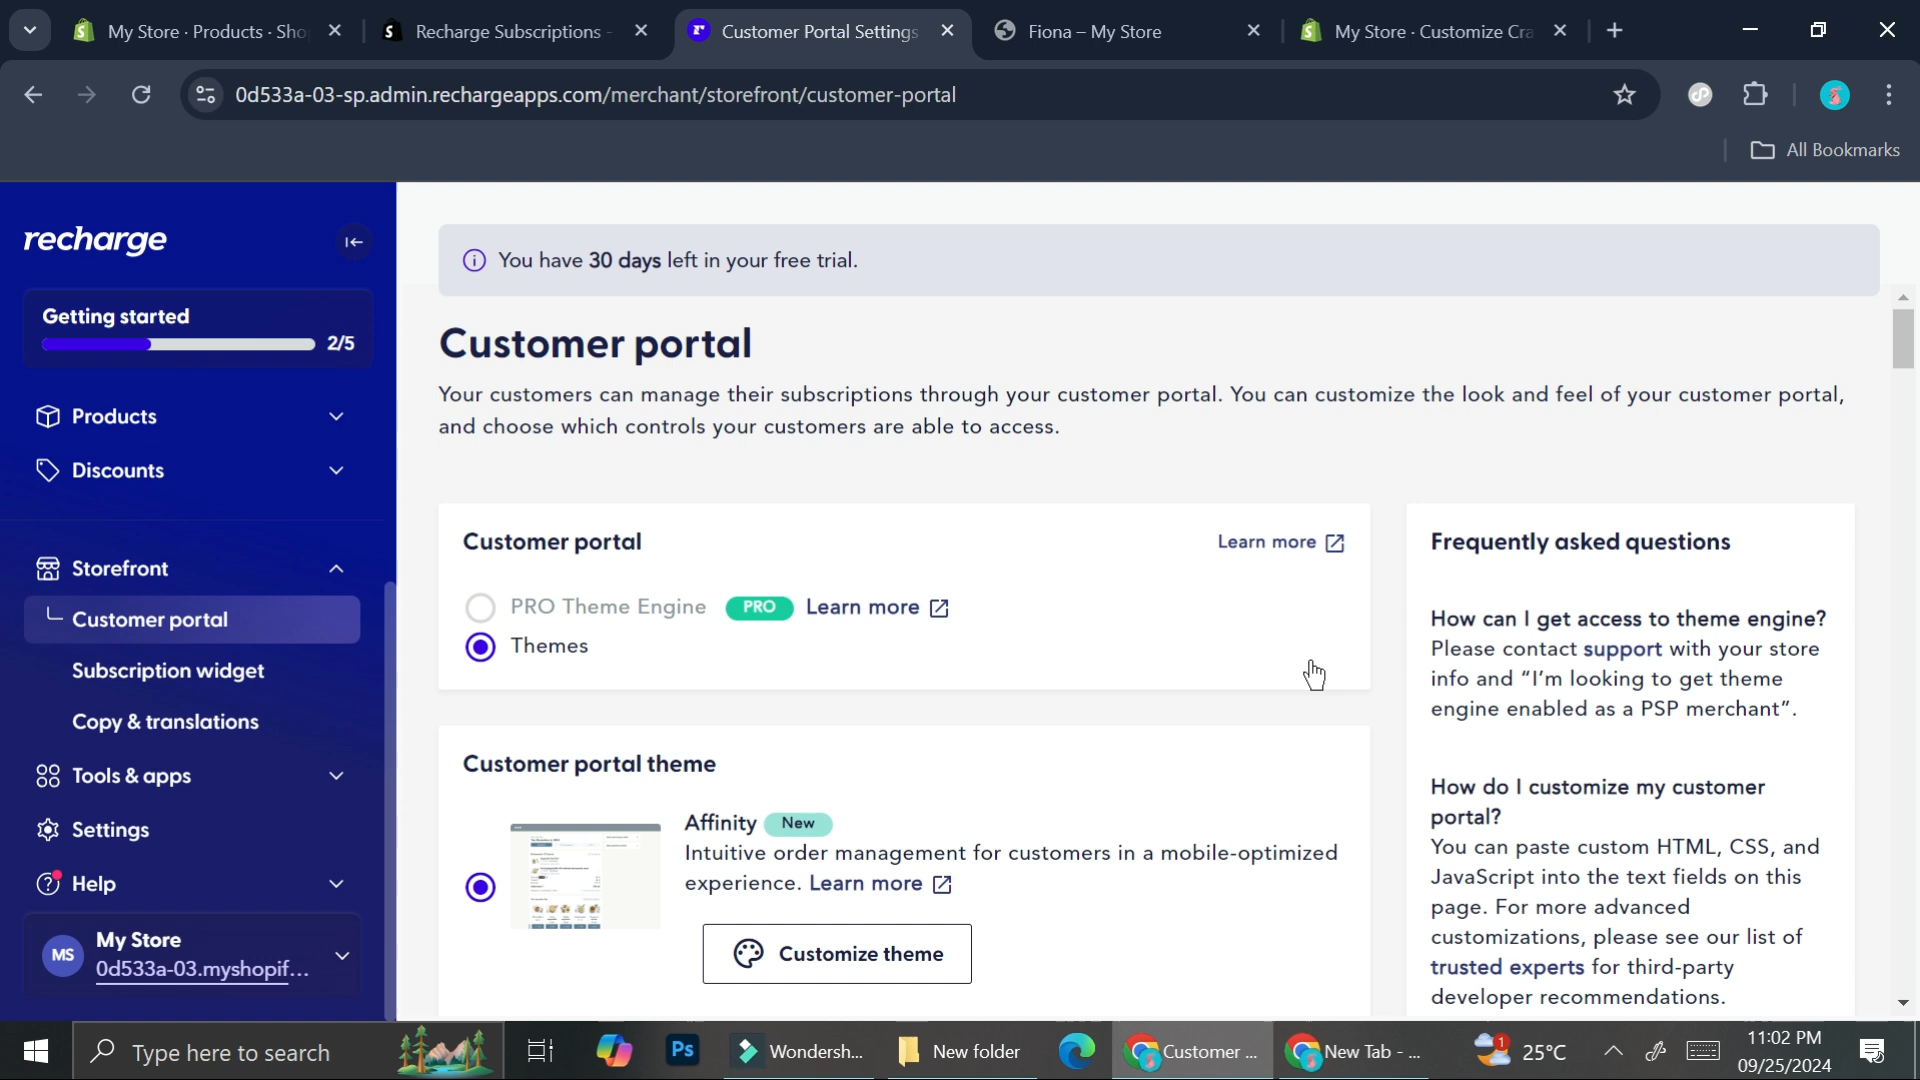 My Store · Products · Sho
Recharge Subscriptions -
Customer Portal Settings
Fiona – My Store
My Store · Customize Cra
0d533a-03-sp.admin.rechargeapps.com/merchant/storefront/customer-portal
All Bookmarks
recharge
Getting started
2/5
Products
Discounts
Storefront
Customer portal
Subscription widget
Copy & translations
Tools & apps
Settings
Help
MS
My Store
0d533a-03.myshopif...
You have 30 days left in your free trial.
Customer portal
Your customers can manage their subscriptions through your customer portal. You can customize the look and feel of your customer portal,
and choose which controls your customers are able to access.
Customer portal
Learn more
PRO Theme Engine PRO Learn more
Themes
Customer portal theme
Affinity New
Intuitive order management for customers in a mobile-optimized
experience. Learn more
Customize theme
Frequently asked questions
How can I get access to theme engine?
Please contact support with your store
info and “I'm looking to get theme
engine enabled as a PSP merchant”.
How do I customize my customer
portal?
You can paste custom HTML, CSS, and
JavaScript into the text fields on this
page. For more advanced
customizations, please see our list of
trusted experts for third-party
developer recommendations.
Type here to search
Ps
Wondersh...
New folder
Customer ...
New Tab - ...
1
25°C
11:02 PM
09/25/2024